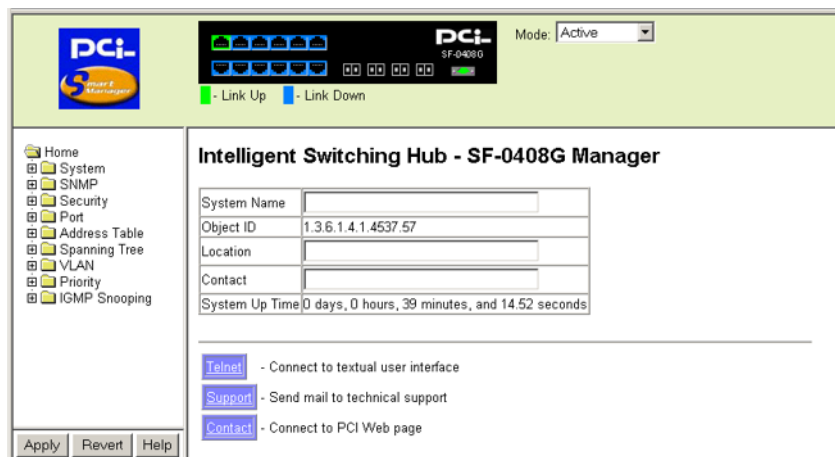 PCi-
Smart
Manager
PCi-
SF-0408G
Mode: Active
- Link Up - Link Down
Home
System
SNMP
Security
Port
Address Table
Spanning Tree
VLAN
Priority
IGMP Snooping
Apply Revert Help
Intelligent Switching Hub - SF-0408G Manager
System Name
Object ID 1.3.6.1.4.1.4537.57
Location
Contact
System Up Time 0 days, 0 hours, 39 minutes, and 14.52 seconds
Telnet - Connect to textual user interface
Support - Send mail to technical support
Contact - Connect to PCI Web page